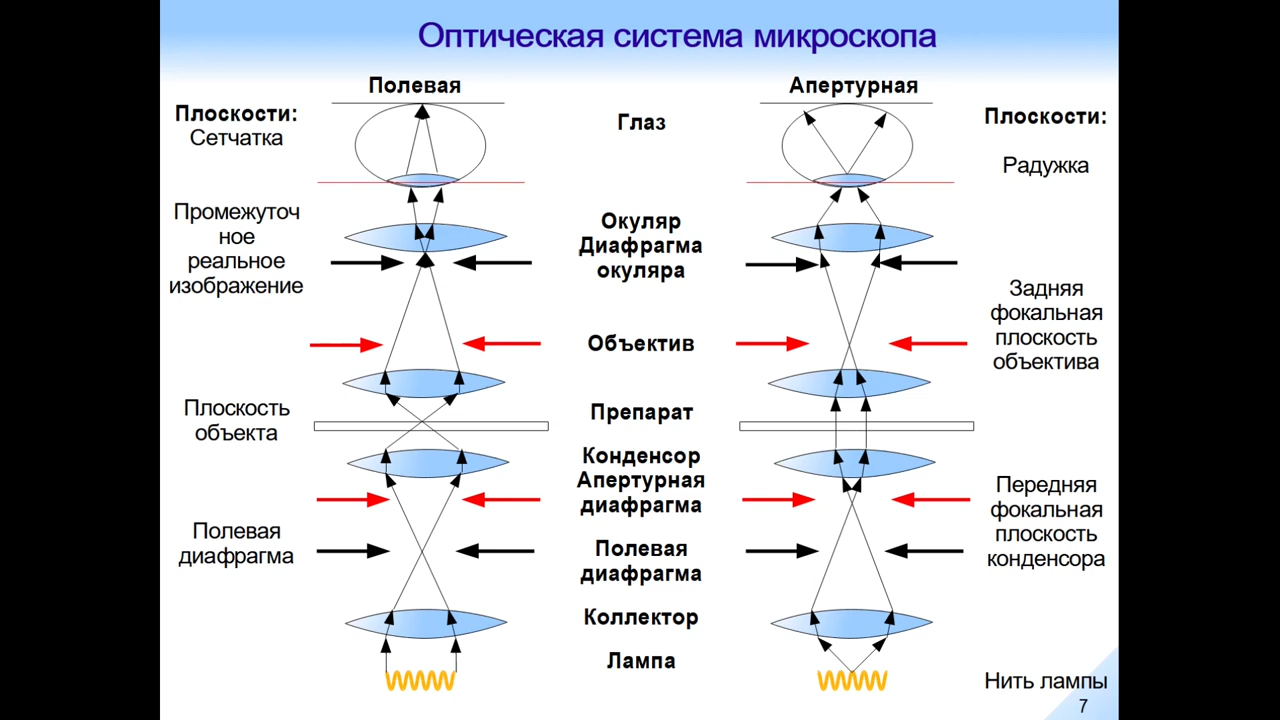 Оптическая система микроскопа
Полевая
Апертурная
Плоскости:
Сетчатка
Промежуточ
ное
реальное
изображение
Плоскость
объекта
Полевая
диафрагма
Глаз
Окуляр
Диафрагма
окуляра
Объектив
Препарат
Конденсор
Апертурная
диафрагма
Полевая
диафрагма
Коллектор
Лампа
Плоскости:
Радужка
Задняя
фокальная
плоскость
объектива
Передняя
фокальная
плоскость
конденсора
Нить лампы
7